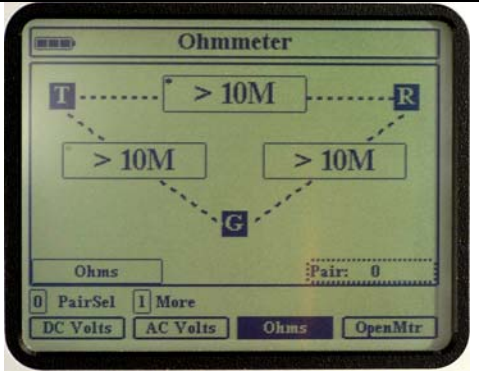 Ohmmeter
T > 10M R
> 10M > 10M
G
Ohms Pair: 0
0 PairSel 1 More
DC Volts AC Volts Ohms OpenMtr